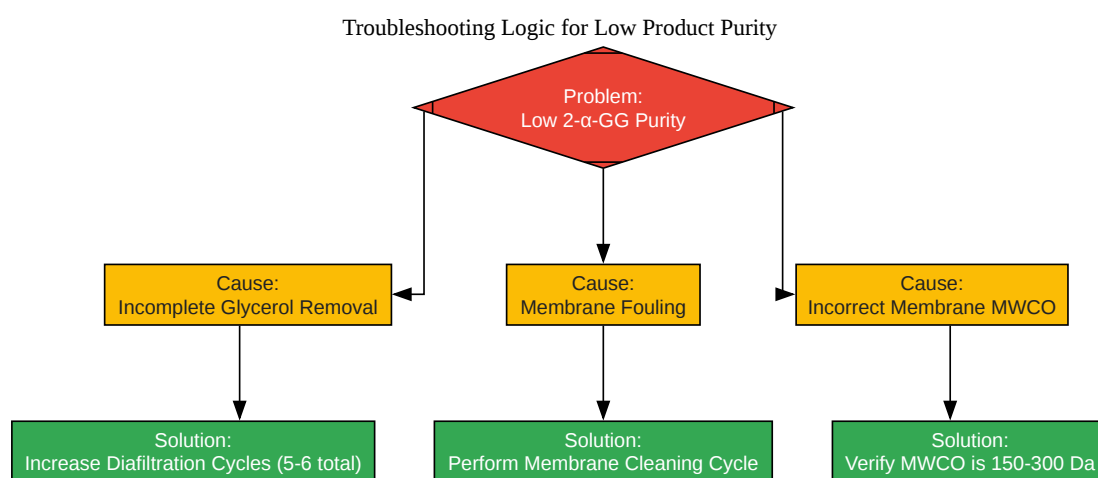 Troubleshooting Logic for Low Product Purity
Problem:
Low 2-α-GG Purity
Cause:
Incomplete Glycerol Removal
Cause:
Membrane Fouling
Cause:
Incorrect Membrane MWCO
Solution:
Increase Diafiltration Cycles (5-6 total)
Solution:
Perform Membrane Cleaning Cycle
Solution:
Verify MWCO is 150-300 Da